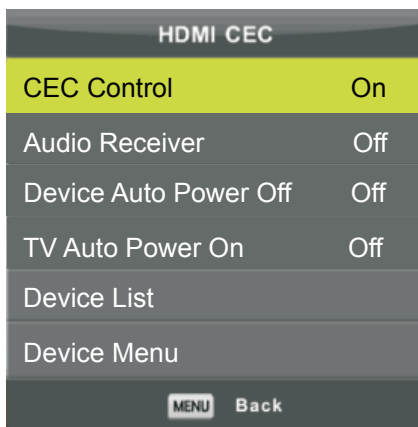 HDMI CEC
CEC Control On
Audio Receiver Off
Device Auto Power Off Off
TV Auto Power On Off
Device List
Device Menu
MENU Back